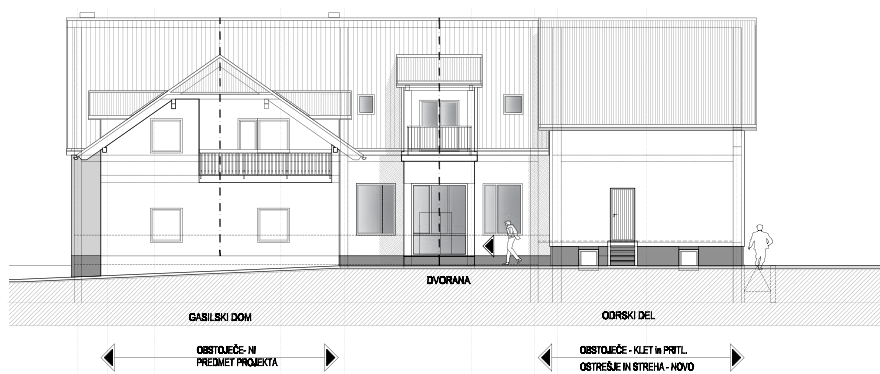 DVORANA
GASILSKI DOM
ODRSKI DEL
OBSTOJEČE- NI
PREDMET PROJEKTA
OBSTOJEČE - KLET in PRITL.
OSTREŠJE IN STREHA - NOVO